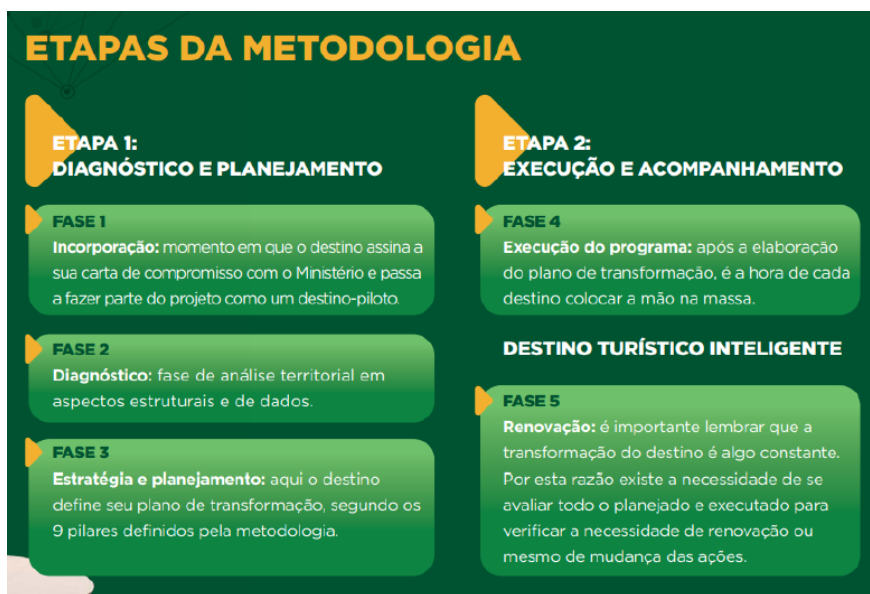 ETAPAS DA METODOLOGIA
ETAPA 1:
DIAGNÓSTICO E PLANEJAMENTO
FASE 1
Incorporação: momento em que o destino assina a
sua carta de compromisso com o Ministério e passa
a fazer parte do projeto como um destino-piloto.
FASE 2
Diagnóstico: fase de análise territorial em
aspectos estruturais e de dados.
FASE 3
Estratégia e planejamento: aqui o destino
define seu plano de transformação, segundo os
9 pilares definidos pela metodologia.
ETAPA 2:
EXECUÇÃO E ACOMPANHAMENTO
FASE 4
Execução do programa: após a elaboração
do plano de transformação, é a hora de cada
destino colocar a mão na massa.
DESTINO TURÍSTICO INTELIGENTE
FASE 5
Renovação: é importante lembrar que a
transformação do destino é algo constante.
Por esta razão existe a necessidade de se
avaliar todo o planejado e executado para
verificar a necessidade de renovação ou
mesmo de mudança das ações.